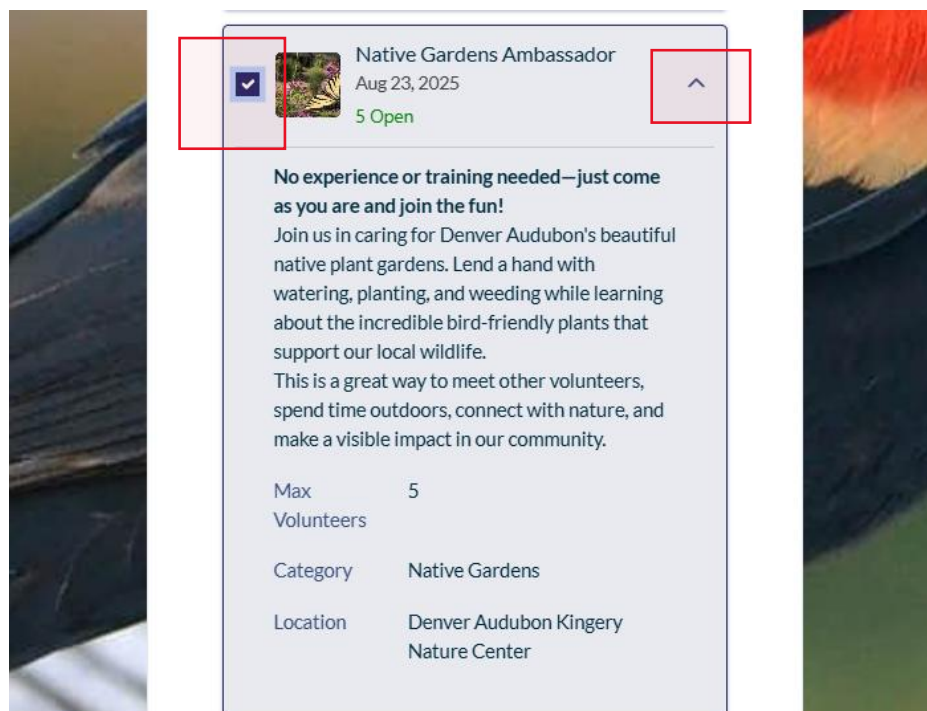 Native Gardens Ambassador
Aug 23, 2025
5 Open
No experience or training needed—just come
as you are and join the fun!
Join us in caring for Denver Audubon's beautiful
native plant gardens. Lend a hand with
watering, planting, and weeding while learning
about the incredible bird-friendly plants that
support our local wildlife.
This is a great way to meet other volunteers,
spend time outdoors, connect with nature, and
make a visible impact in our community.
Max 5
Volunteers
Category Native Gardens
Location Denver Audubon Kingery
Nature Center